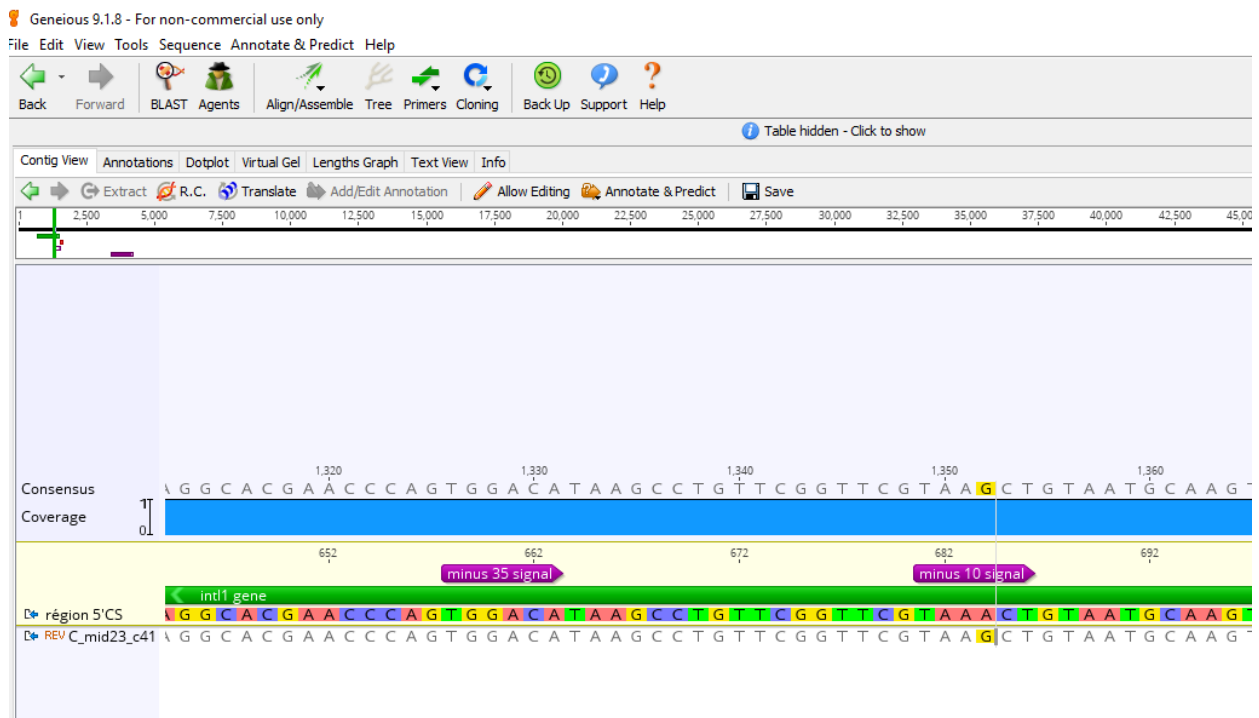 Geneious 9.1.8 - For non-commercial use only
File Edit View Tools Sequence Annotate & Predict Help
Back Forward BLAST Agents Align/Assemble Tree Primers Cloning Back Up Support Help
Table hidden - Click to show
Contig View Annotations Dotplot Virtual Gel Lengths Graph Text View Info
Extract R.C. Translate Add/Edit Annotation Allow Editing Annotate & Predict Save
1 2,500 5,000 7,500 10,000 12,500 15,000 17,500 20,000 22,500 25,000 27,500 30,000 32,500 35,000 37,500 40,000 42,500 45,00
1,320 1,330 1,340 1,350 1,360
Consensus A G G C A C G A A C C C A G T G G A C A T A A G C C T G T T C G G T T C G T A A G C T G T A A T G C A A G T
Coverage 1 0
652 662 672 682 692
minus 35 signal minus 10 signal
intI1 gene
région 5'CS A G G C A C G A A C C C A G T G G A C A T A A G C C T G T T C G G T T C G T A A A C T G T A A T G C A A G T
REV C_mid23_c41 A G G C A C G A A C C C A G T G G A C A T A A G C C T G T T C G G T T C G T A A G C T G T A A T G C A A G T